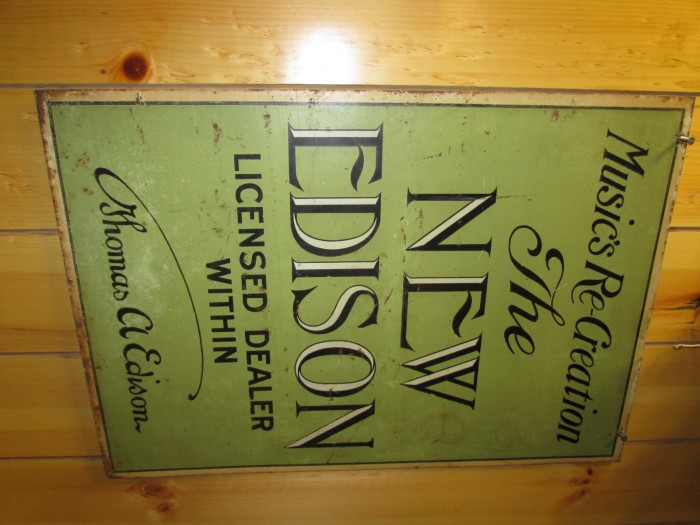 Music's Re-Creation
The
NEW
EDISON
LICENSED DEALER
WITHIN
Thomas A Edison